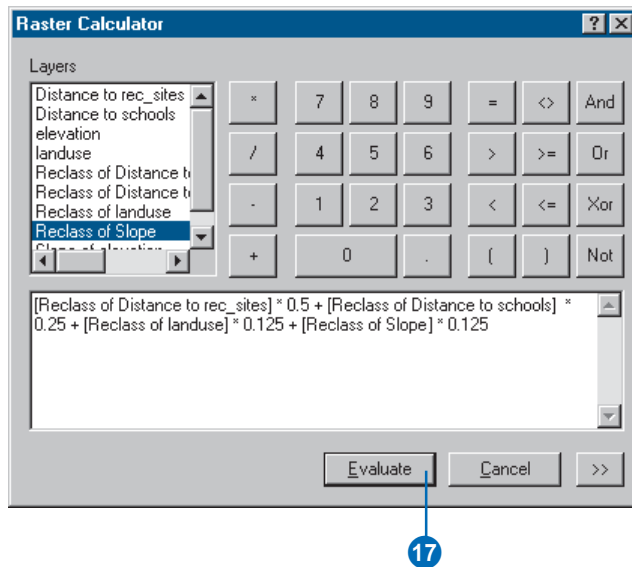 Raster Calculator
? ×
Layers
Distance to rec_sites
Distance to schools
elevation
landuse
Reclass of Distance t
Reclass of Distance t
Reclass of landuse
Reclass of Slope
Slope of elevation
* 7 8 9 = <> And
/ 4 5 6 > >= Or
- 1 2 3 < <= Xor
+ 0 . ( ) Not
[Reclass of Distance to rec_sites] * 0.5 + [Reclass of Distance to schools] *
0.25 + [Reclass of landuse] * 0.125 + [Reclass of Slope] * 0.125
Evaluate Cancel >>
17